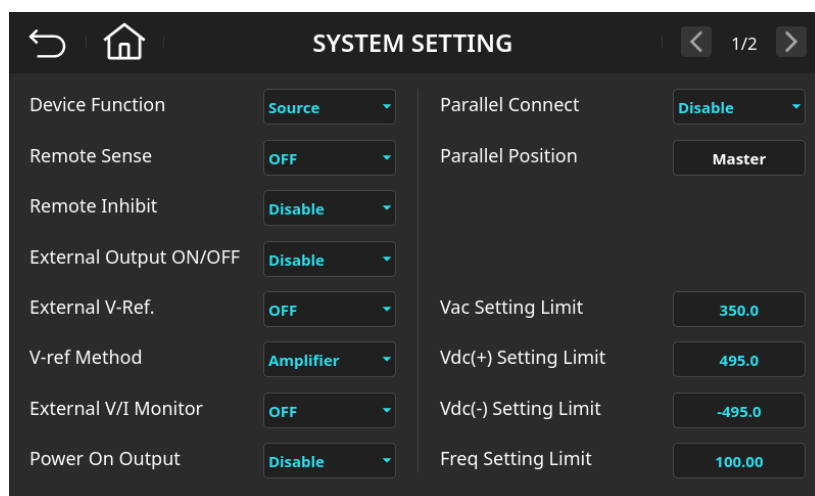 SYSTEM SETTING
1/2
Device Function Source
Remote Sense OFF
Remote Inhibit Disable
External Output ON/OFF Disable
External V-Ref. OFF
V-ref Method Amplifier
External V/I Monitor OFF
Power On Output Disable
Parallel Connect Disable
Parallel Position Master
Vac Setting Limit 350.0
Vdc(+) Setting Limit 495.0
Vdc(-) Setting Limit -495.0
Freq Setting Limit 100.00